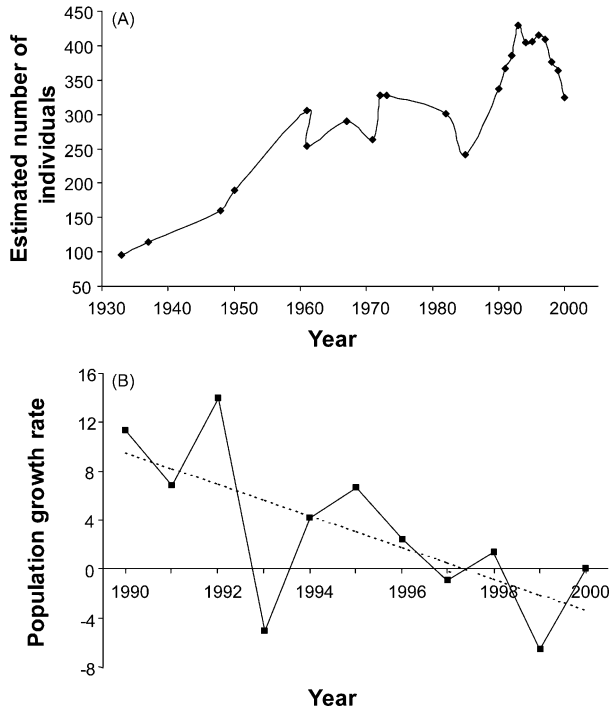 (A)
Estimated number of
individuals
450
400
350
300
250
200
150
100
50
1930 1940 1950 1960 1970 1980 1990 2000
Year
(B)
Population growth rate
16
12
8
4
0
-4
-8
1990 1992 1994 1996 1998 2000
Year